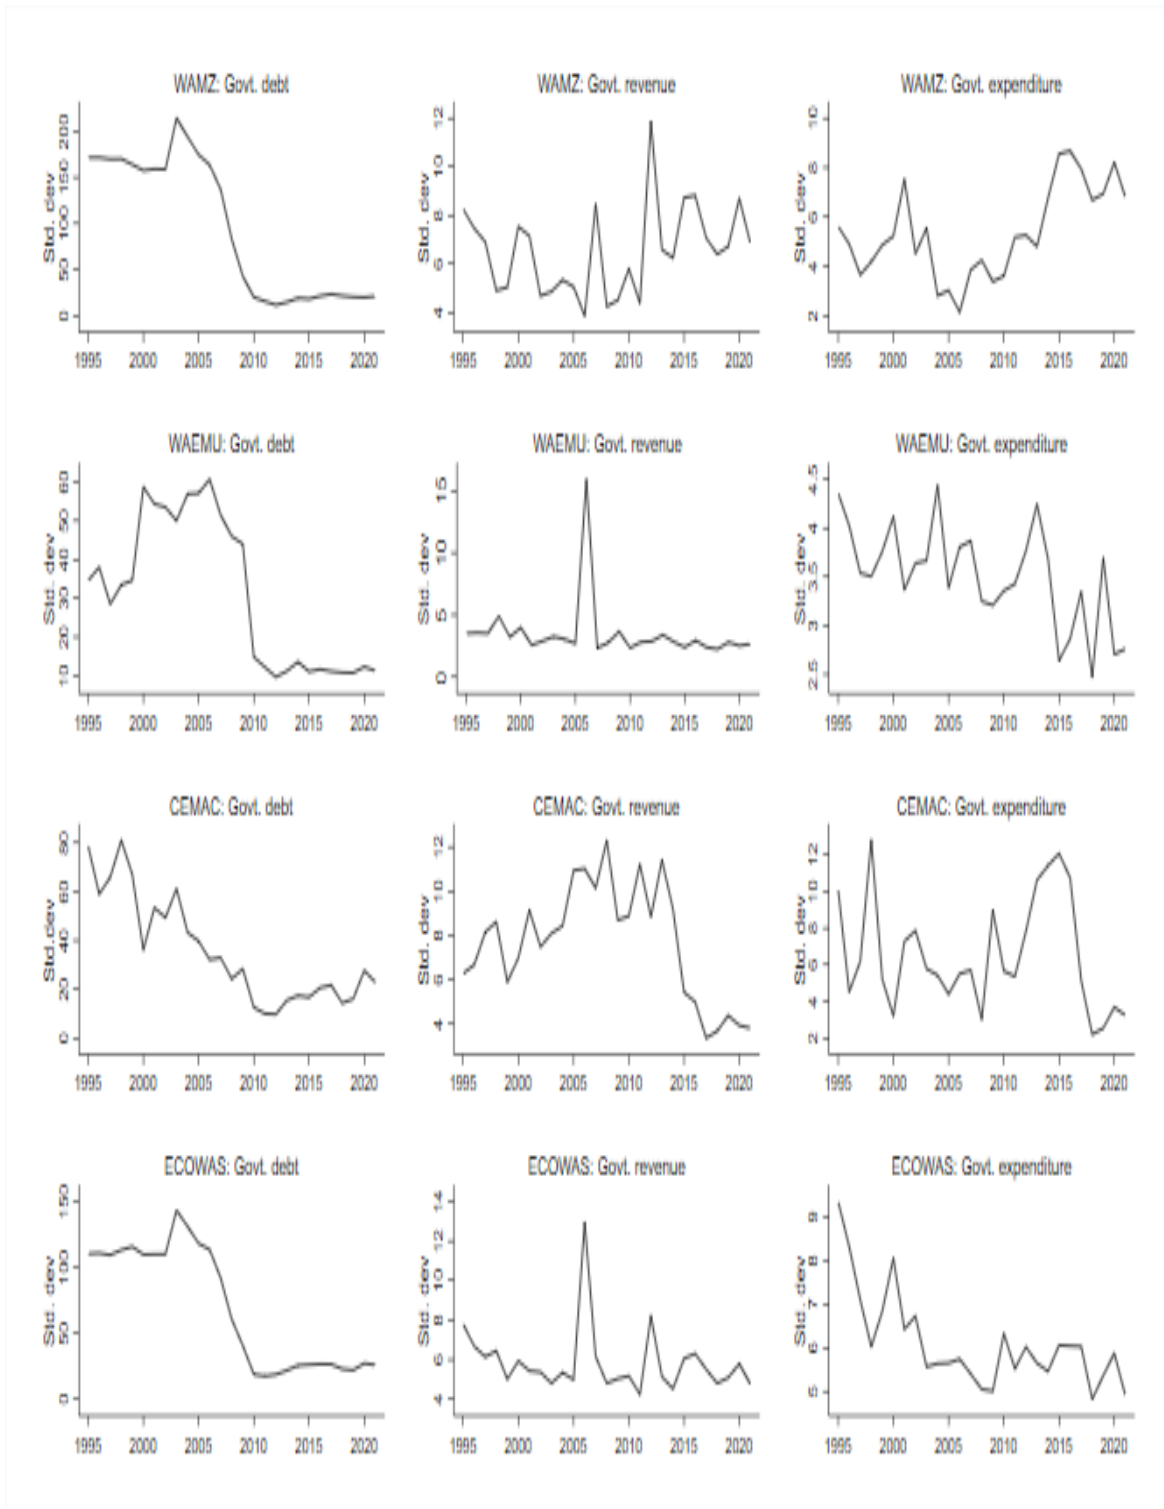 WAMZ: Govt. debt
Std. dev
0 50 100 150 200
1995 2000 2005 2010 2015 2020
WAMZ: Govt. revenue
Std. dev
4 6 8 10 12
1995 2000 2005 2010 2015 2020
WAMZ: Govt. expenditure
Std. dev
2 4 6 8 10
1995 2000 2005 2010 2015 2020
WAEMU: Govt. debt
Std. dev
10 20 30 40 50 60
1995 2000 2005 2010 2015 2020
WAEMU: Govt. revenue
Std. dev
0 5 10 15
1995 2000 2005 2010 2015 2020
WAEMU: Govt. expenditure
Std. dev
2.5 3 3.5 4 4.5
1995 2000 2005 2010 2015 2020
CEMAC: Govt. debt
Std.dev
0 20 40 60 80
1995 2000 2005 2010 2015 2020
CEMAC: Govt. revenue
Std. dev
4 6 8 10 12
1995 2000 2005 2010 2015 2020
CEMAC: Govt. expenditure
Std. dev
2 4 6 8 10 12
1995 2000 2005 2010 2015 2020
ECOWAS: Govt. debt
Std. dev
0 50 100 150
1995 2000 2005 2010 2015 2020
ECOWAS: Govt. revenue
Std. dev
4 6 8 10 12 14
1995 2000 2005 2010 2015 2020
ECOWAS: Govt. expenditure
Std. dev
5 6 7 8 9
1995 2000 2005 2010 2015 2020